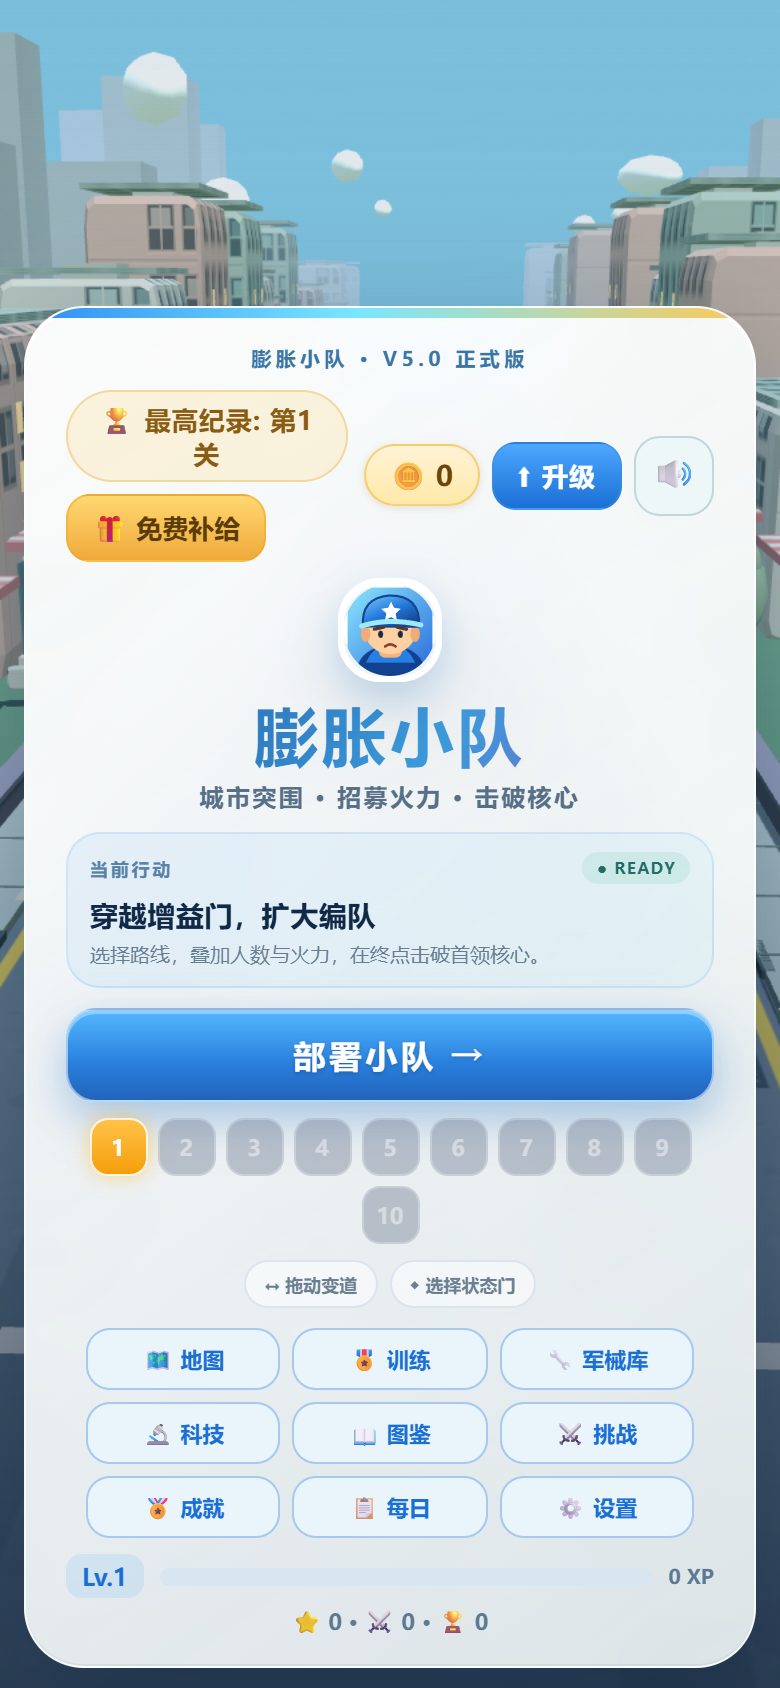 膨胀小队 • V5.0 正式版
🏆 最高纪录: 第1
关
🪙 0
⬆ 升级
🎁 免费补给
膨胀小队
城市突围 • 招募火力 • 击破核心
当前行动
● READY
穿越增益门，扩大编队
选择路线，叠加人数与火力，在终点击破首领核心。
部署小队 →
1 2 3 4 5 6 7 8 9
10
↔ 拖动变道
◆ 选择状态门
地图 训练 军械库
科技 图鉴 挑战
成就 每日 设置
Lv.1 0 XP
⭐ 0 • ⚔ 0 • 🏆 0